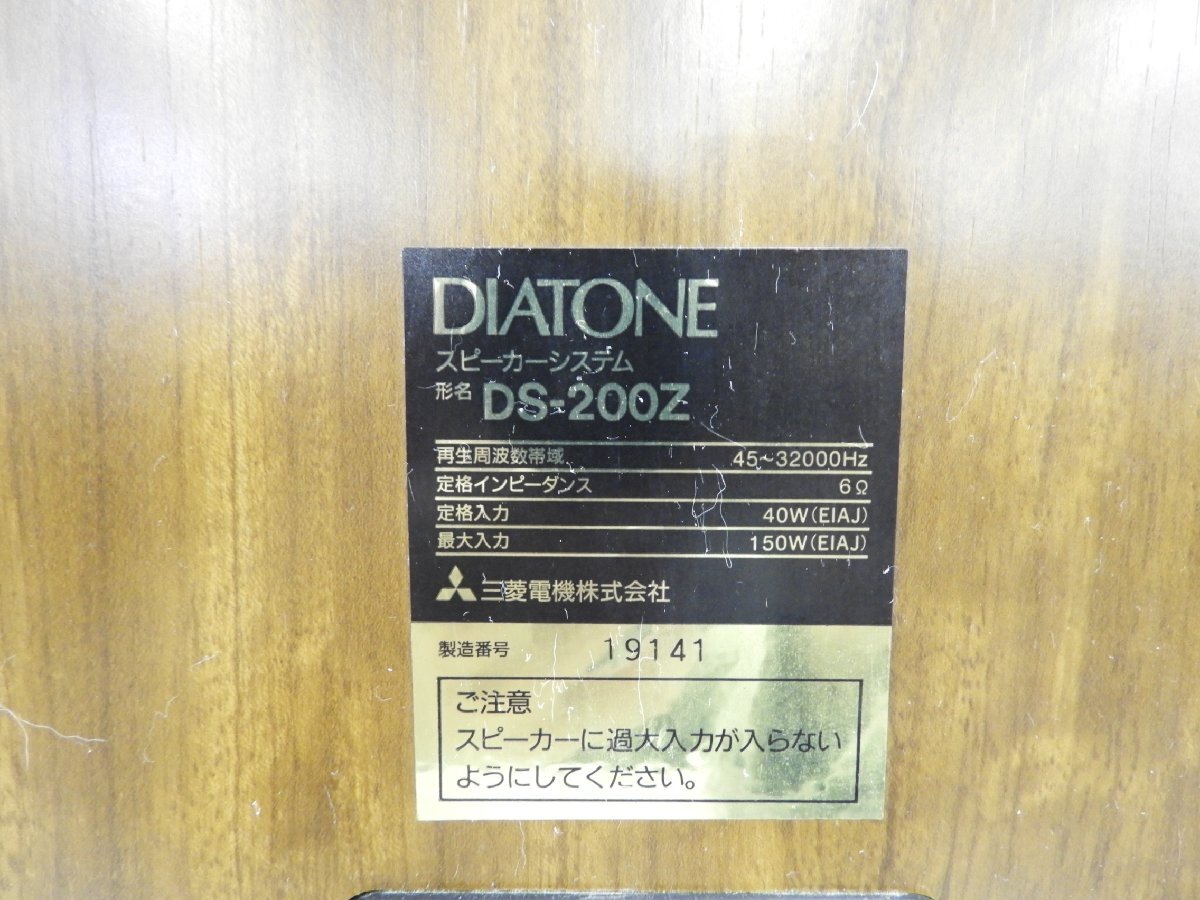 DIATONE
スピーカーシステム
形名 DS-200Z
再生周波数帯域 45~32000Hz
定格インピーダンス 6Ω
定格入力 40W(EIAJ)
最大入力 150W(EIAJ)
三菱電機株式会社
製造番号 19141
ご注意
スピーカーに過大入力が入らない
ようにしてください。